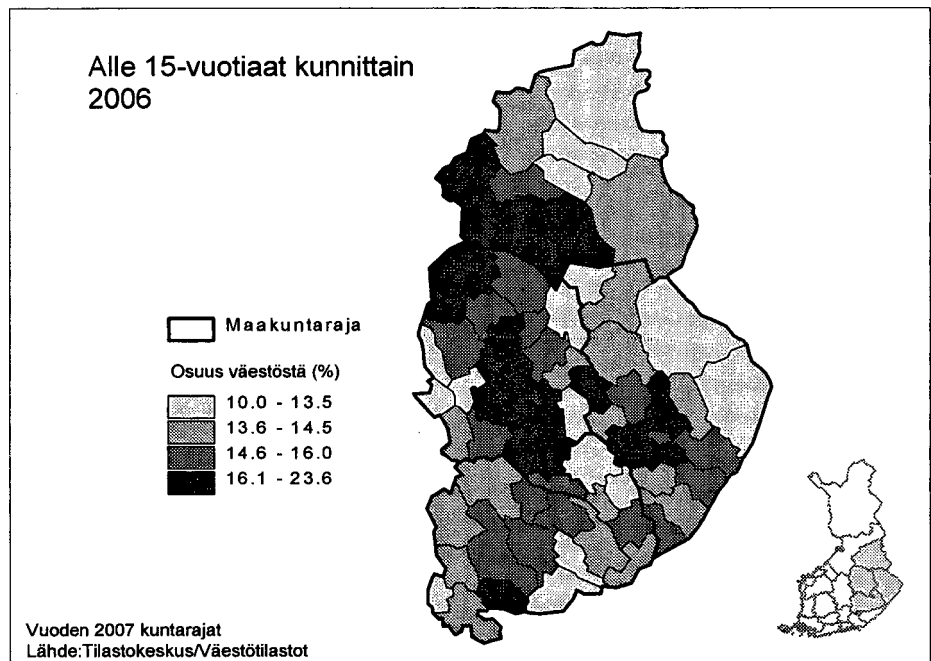 Alle 15-vuotiaat kunnittain
2006
Maakuntaraja
Osuus väestöstä (%)
10.0 - 13.5
13.6 - 14.5
14.6 - 16.0
16.1 - 23.6
Vuoden 2007 kuntarajat
Lähde:Tilastokeskus/Väestötilastot